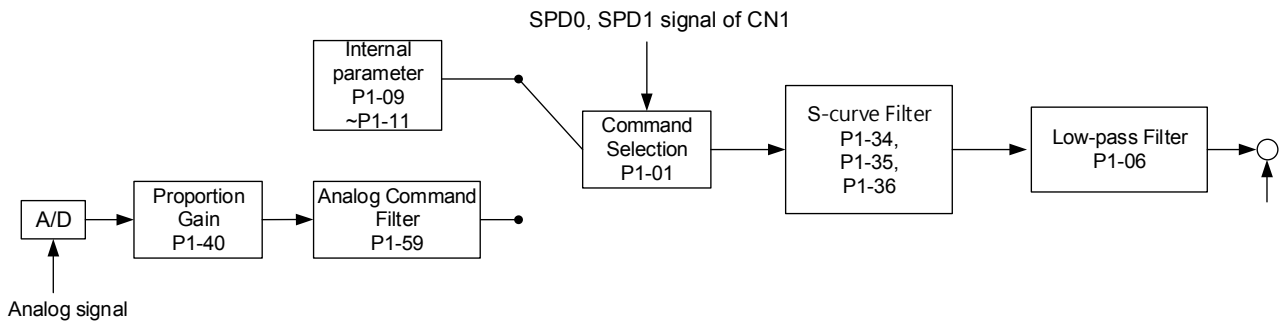 SPD0, SPD1 signal of CN1
Internal
parameter
P1-09
~P1-11
Command
Selection
P1-01
S-curve Filter
P1-34,
P1-35,
P1-36
Low-pass Filter
P1-06
A/D
Proportion
Gain
P1-40
Analog Command
Filter
P1-59
Analog signal